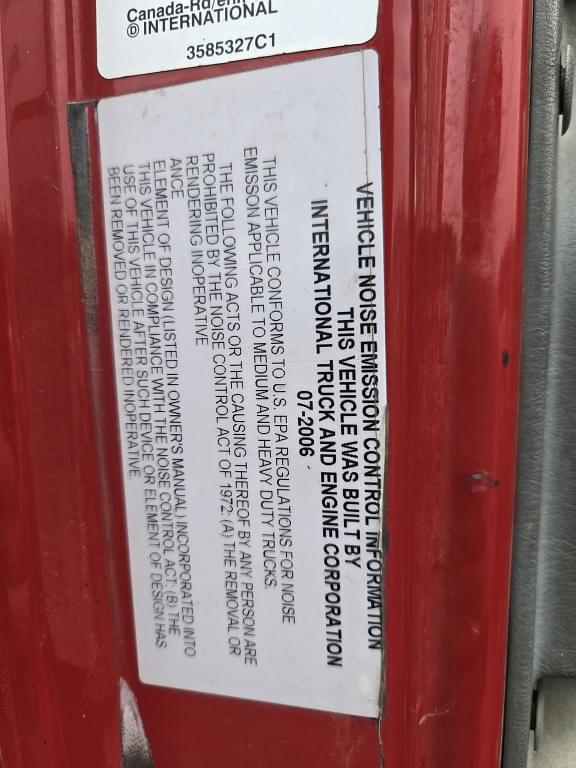 Canada-Rd/
© INTERNATIONAL
3585327C1
VEHICLE NOISE EMISSION CONTROL INFORMATION
THIS VEHICLE WAS BUILT BY
INTERNATIONAL TRUCK AND ENGINE CORPORATION
07-2006
THIS VEHICLE CONFORMS TO U.S. EPA REGULATIONS FOR NOISE
EMISSON APPLICABLE TO MEDIUM AND HEAVY DUTY TRUCKS.
THE FOLLOWING ACTS OR THE CAUSING THEREOF BY ANY PERSON ARE
PROHIBITED BY THE NOISE CONTROL ACT OF 1972: (A) THE REMOVAL OR
RENDERING INOPERATIVE
ANCE
ELEMENT OF DESIGN (LISTED IN OWNER'S MANUAL) INCORPORATED INTO
THIS VEHICLE IN COMPLIANCE WITH THE NOISE CONTROL ACT; (B) THE
USE OF THIS VEHICLE AFTER SUCH DEVICE OR ELEMENT OF DESIGN HAS
BEEN REMOVED OR RENDERED INOPERATIVE